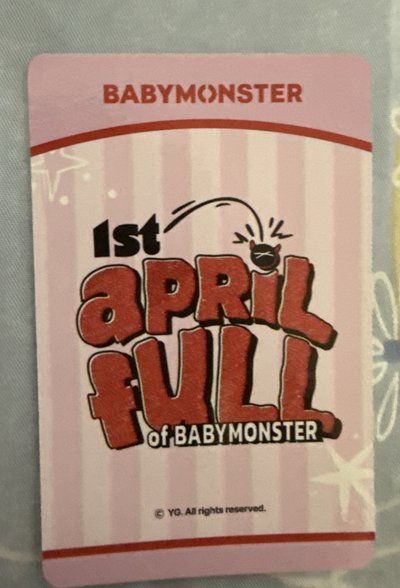 BABYMONSTER
1st
APRIL
FULL
of BABYMONSTER
© YG. All rights reserved.